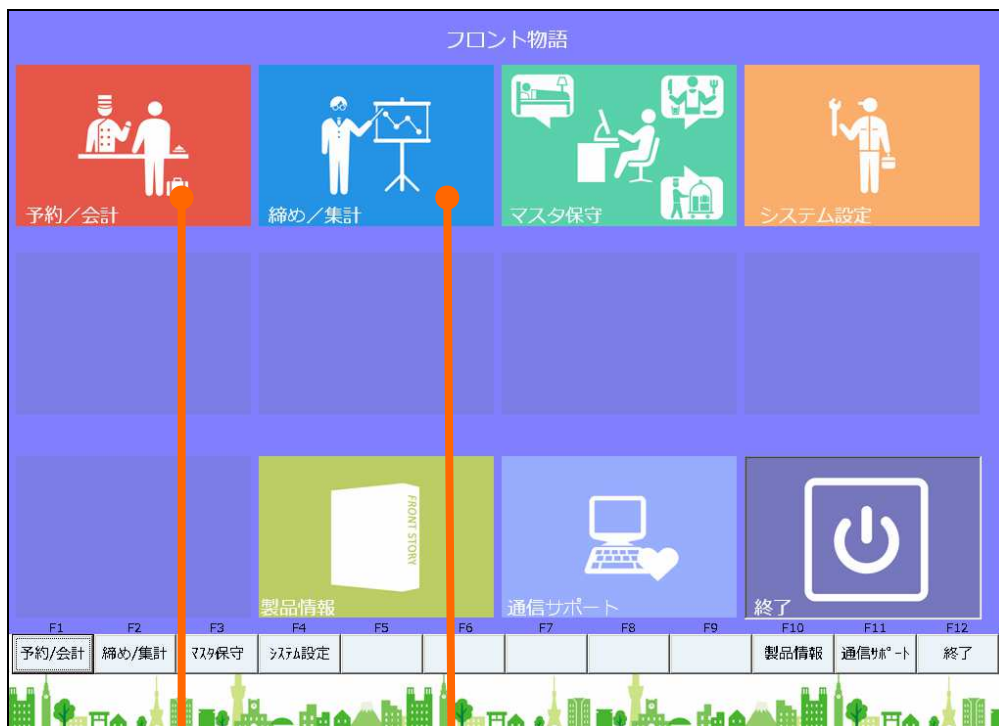 フロント物語
予約／会計
締め／集計
マスタ保守
システム設定
FRONT STORY
製品情報
通信サポート
終了
F1 F2 F3 F4 F5 F6 F7 F8 F9 F10 F11 F12
予約/会計 締め/集計 ﾏｽﾀ保守 ｼｽﾃﾑ設定 製品情報 通信ｻﾎﾟｰﾄ 終了